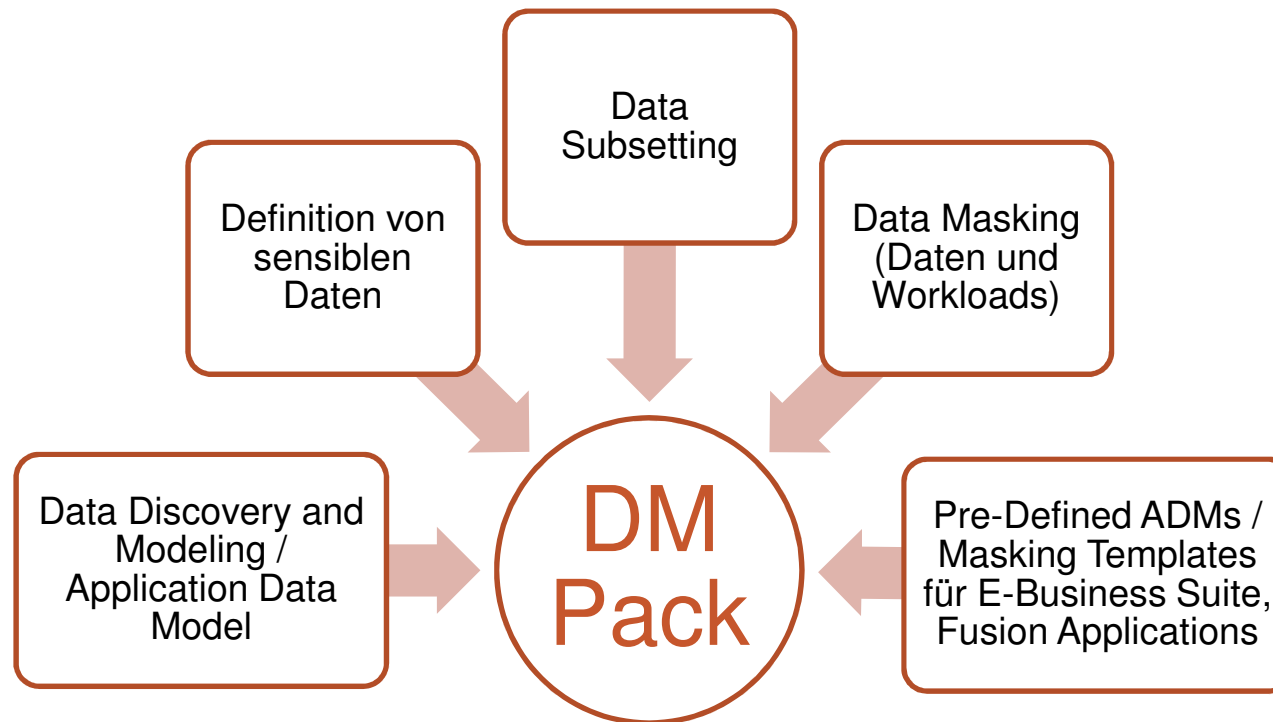 Data
Subsetting
Definition von
sensiblen
Daten
Data Masking
(Daten und
Workloads)
Data Discovery and
Modeling /
Application Data
Model
DM
Pack
Pre-Defined ADMs /
Masking Templates
für E-Business Suite,
Fusion Applications